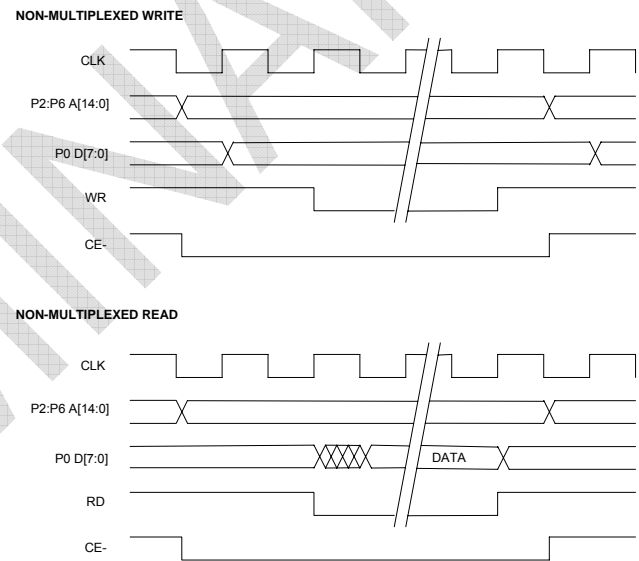 NON-MULTIPLEXED WRITE
CLK
P2:P6 A[14:0]
P0 D[7:0]
WR
CE-
NON-MULTIPLEXED READ
CLK
P2:P6 A[14:0]
P0 D[7:0]
DATA
RD
CE-